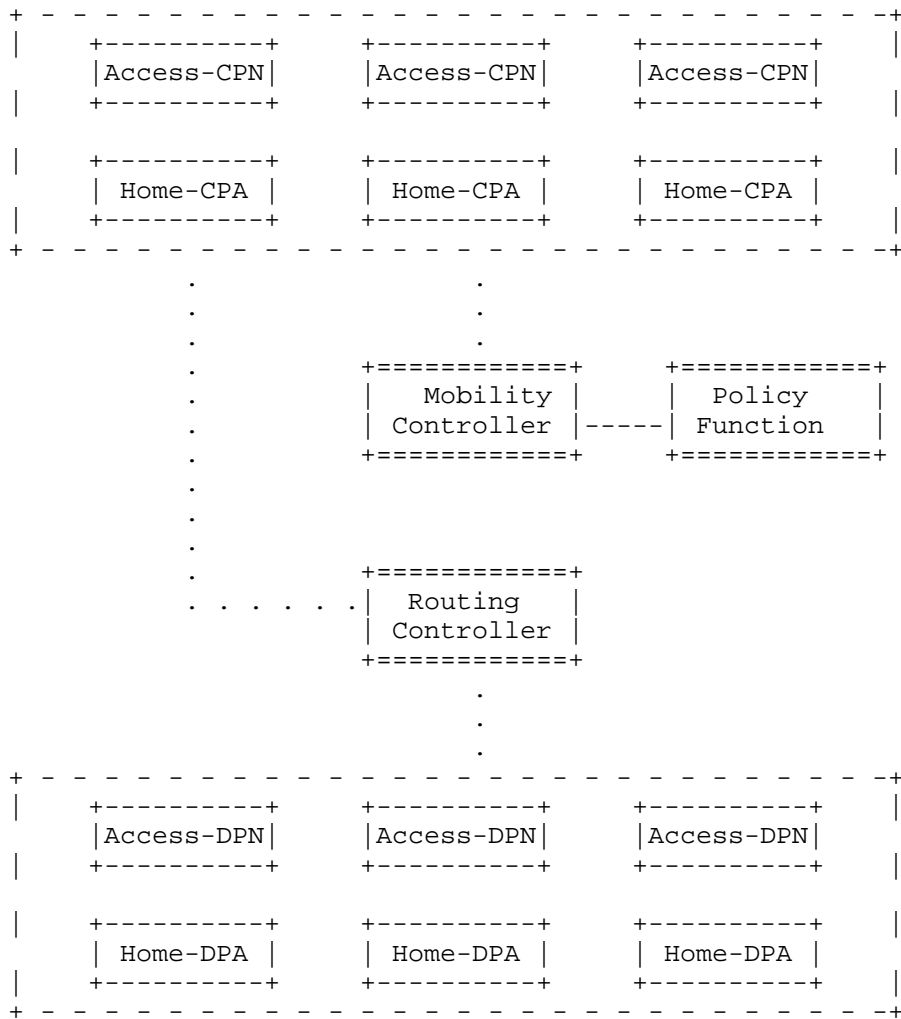 Access-CPN Access-CPN Access-CPN
Home-CPA Home-CPA Home-CPA
Mobility Policy
Controller Function
Routing
Controller
Access-DPN Access-DPN Access-DPN
Home-DPA Home-DPA Home-DPA